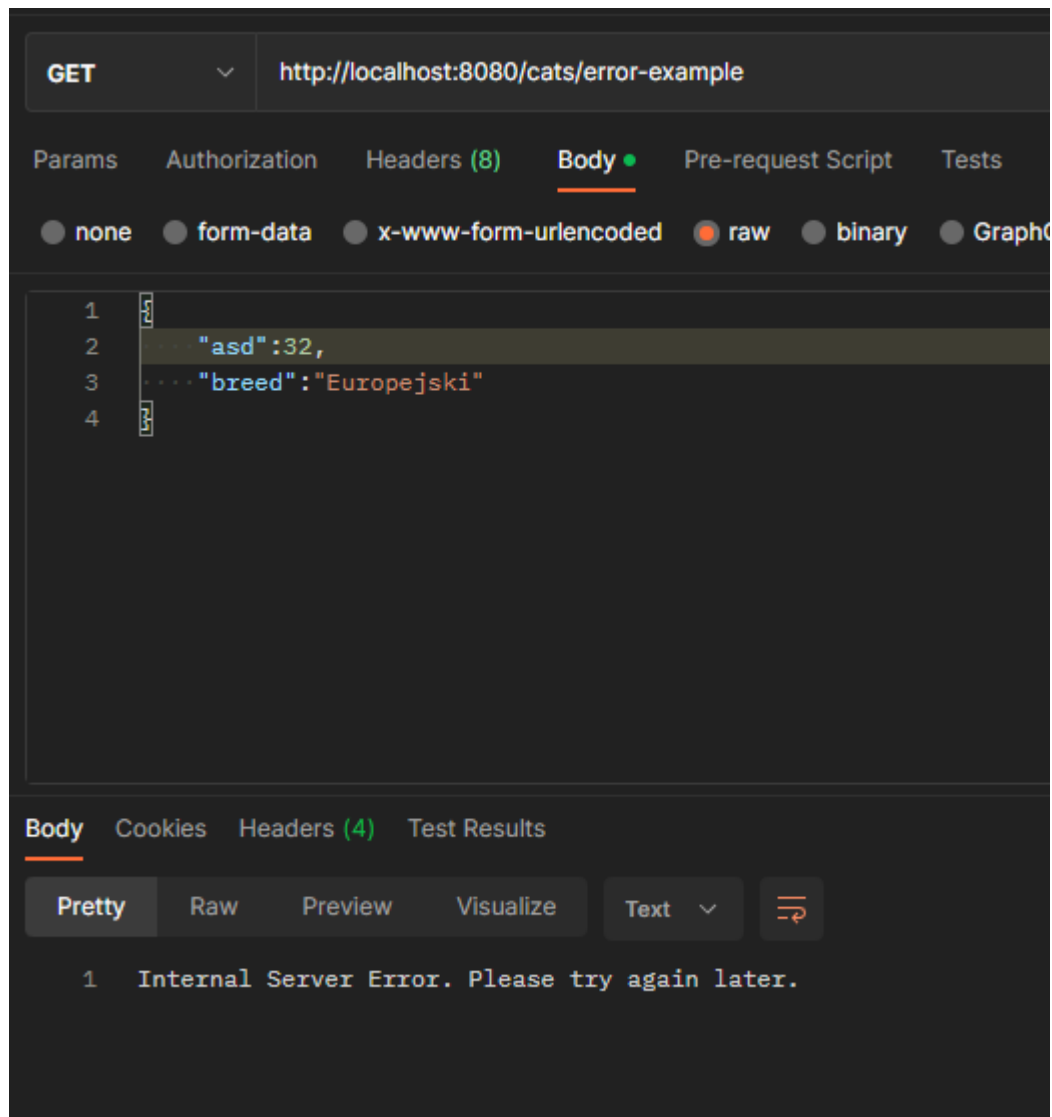 GET http://localhost:8080/cats/error-example
Params Authorization Headers (8) Body Pre-request Script Tests
none form-data x-www-form-urlencoded raw binary GraphQ
1 {
2 "asd":32,
3 "breed":"Europejski"
4 }
Body Cookies Headers (4) Test Results
Pretty Raw Preview Visualize Text
1 Internal Server Error. Please try again later.